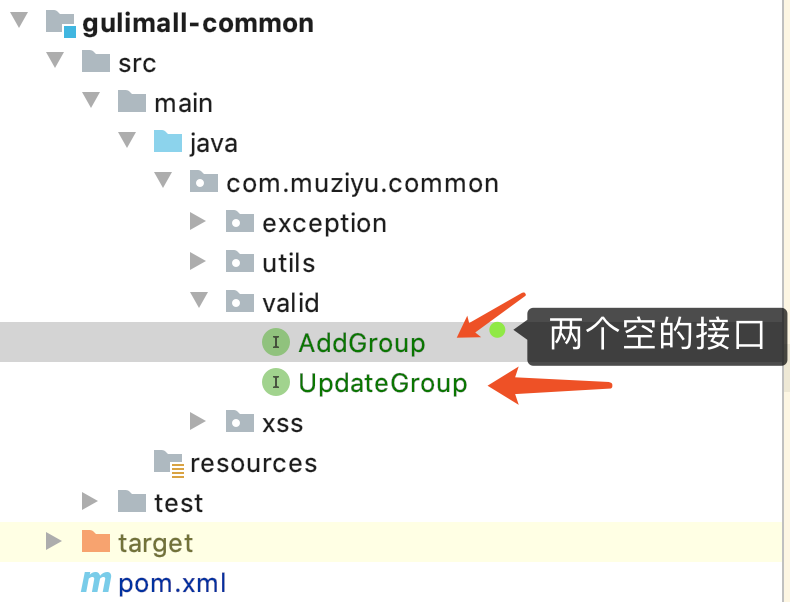 gulimall-common
src
main
java
com.muziyu.common
exception
utils
valid
I AddGroup
两个空的接口
I UpdateGroup
xss
resources
test
target
m pom.xml